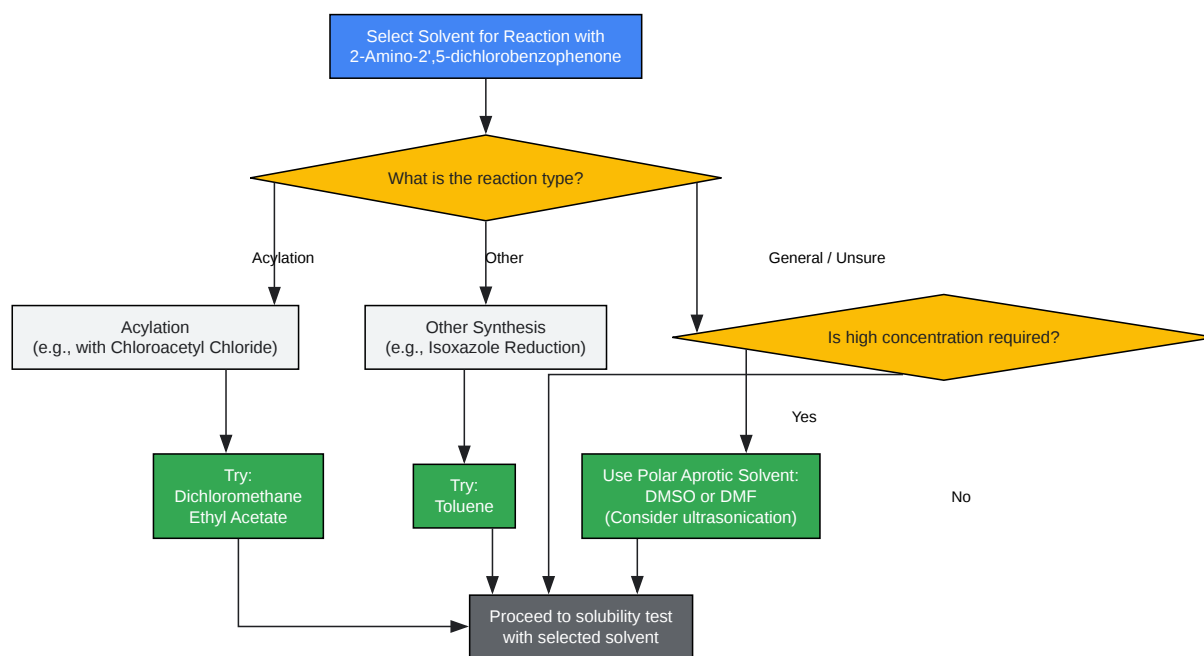 Select Solvent for Reaction with
2-Amino-2',5-dichlorobenzophenone
What is the reaction type?
Acylation
Other
General / Unsure
Acylation
(e.g., with Chloroacetyl Chloride)
Other Synthesis
(e.g., Isoxazole Reduction)
Is high concentration required?
Yes
Try:
Dichloromethane
Ethyl Acetate
Try:
Toluene
Use Polar Aprotic Solvent:
DMSO or DMF
(Consider ultrasonication)
No
Proceed to solubility test
with selected solvent